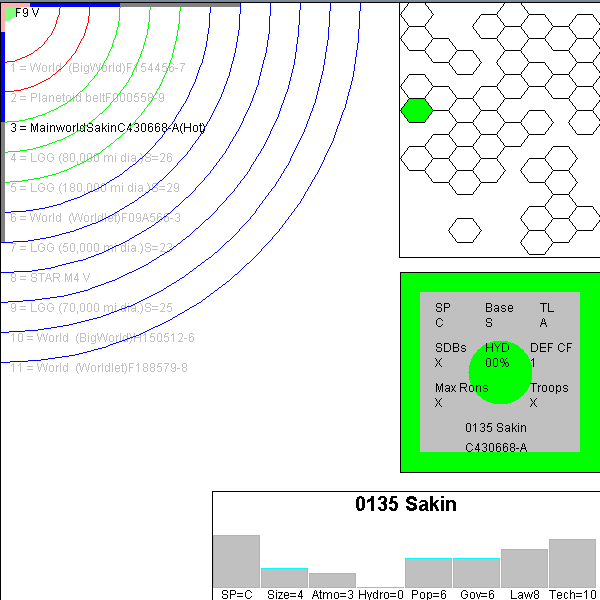 F9 V
1 = World  (BigWorld)F154456-7
2 = Planetoid beltF000558-9
3 = MainworldSakinC430668-A(Hot)
4 = LGG (80,000 mi dia.)S=26
5 = LGG (180,000 mi dia.)S=29
6 = World  (Worldlet)F09A565-3
7 = LGG (50,000 mi dia.)S=23
8 = STAR M4 V
9 = LGG (70,000 mi dia.)S=25
10 = World  (BigWorld)H150512-6
11 = World  (Worldlet)F188579-8
SP Base TL
C S A
SDBs HYD DEF CF
X 00% 1
Max Rons Troops
X X
0135 Sakin
C430668-A
0135 Sakin
SP=C Size=4 Atmo=3 Hydro=0 Pop=6 Gov=6 Law8 Tech=10